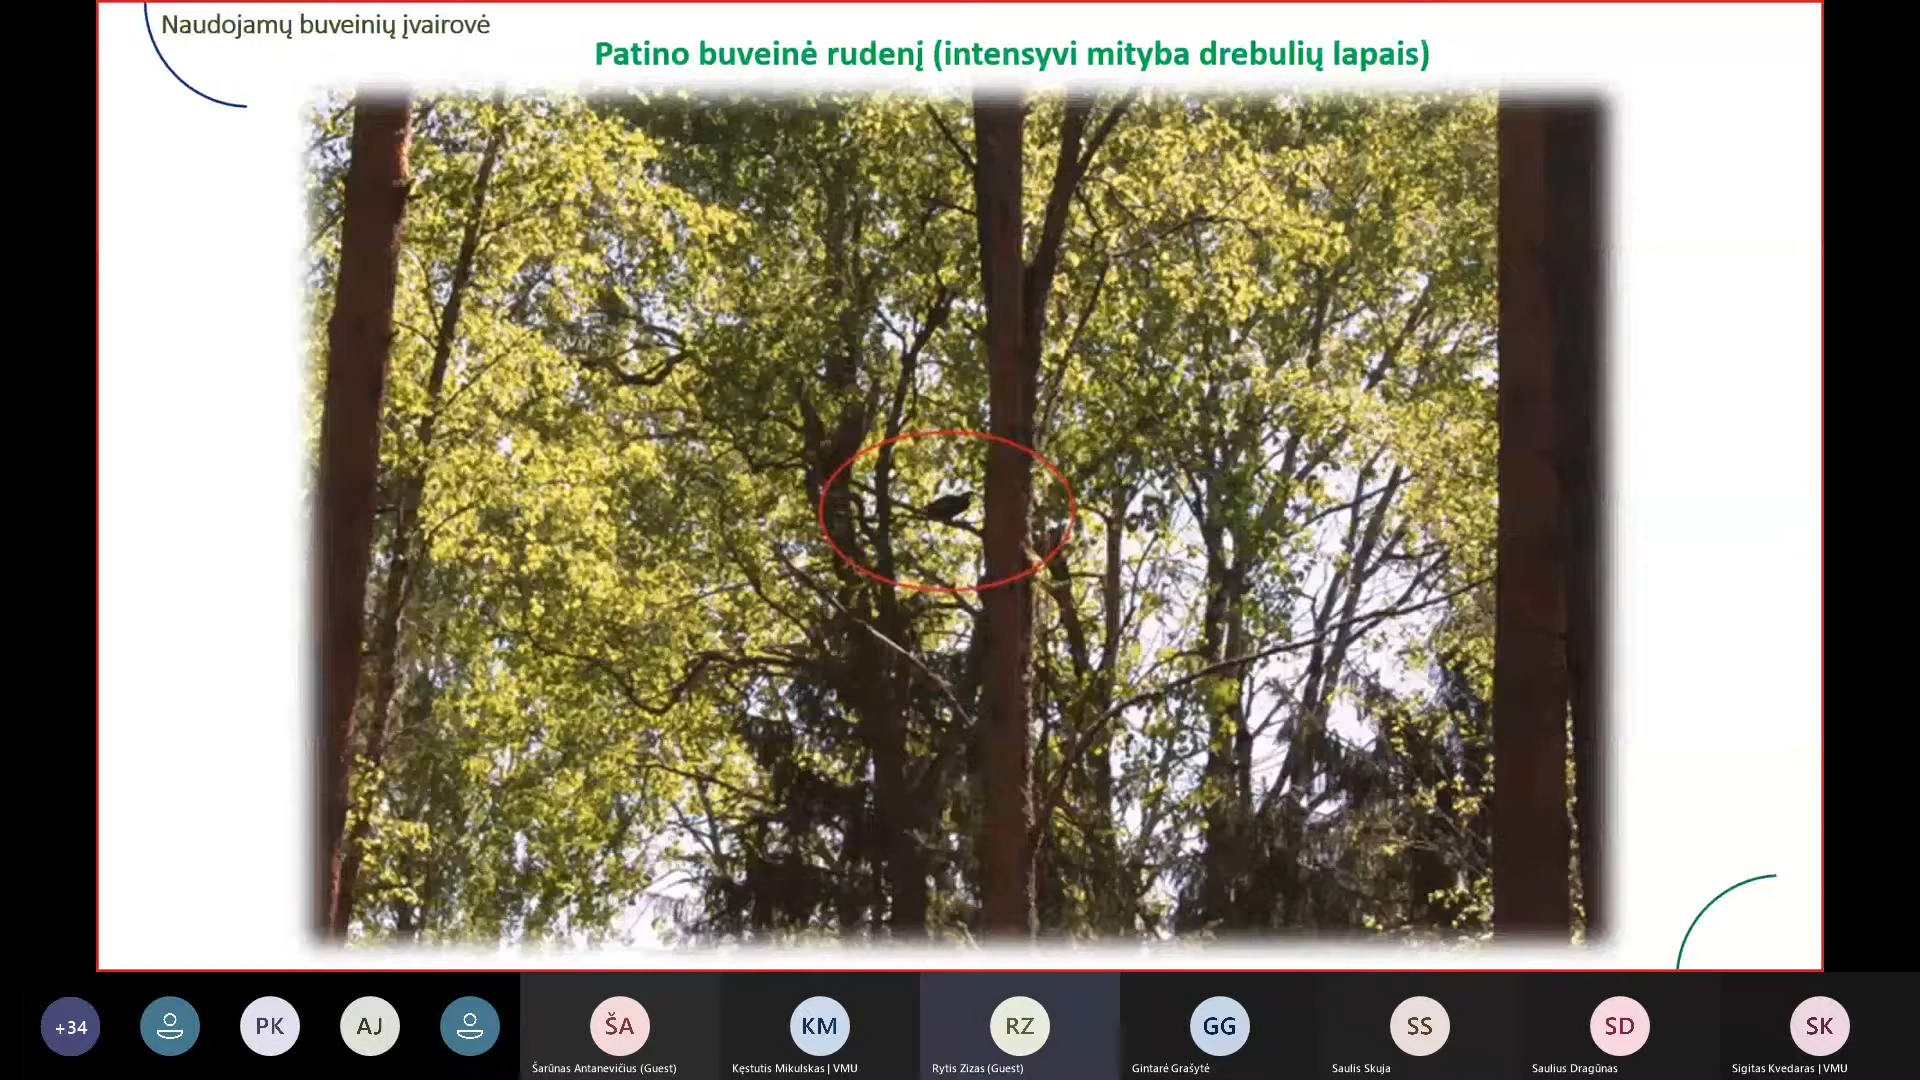 Naudojamų buveinių įvairovė
Patino buveinė rudenį (intensyvi mityba drebulių lapais)
+34
PK
AJ
ŠA
KM
RZ
GG
SS
SD
SK
Šarūnas Antanevičius (Guest)
Kęstutis Mikulskas | VMU
Rytis Zizas (Guest)
Gintarė Grašytė
Saulis Skuja
Saulius Dragūnas
Sigitas Kvedaras | VMU